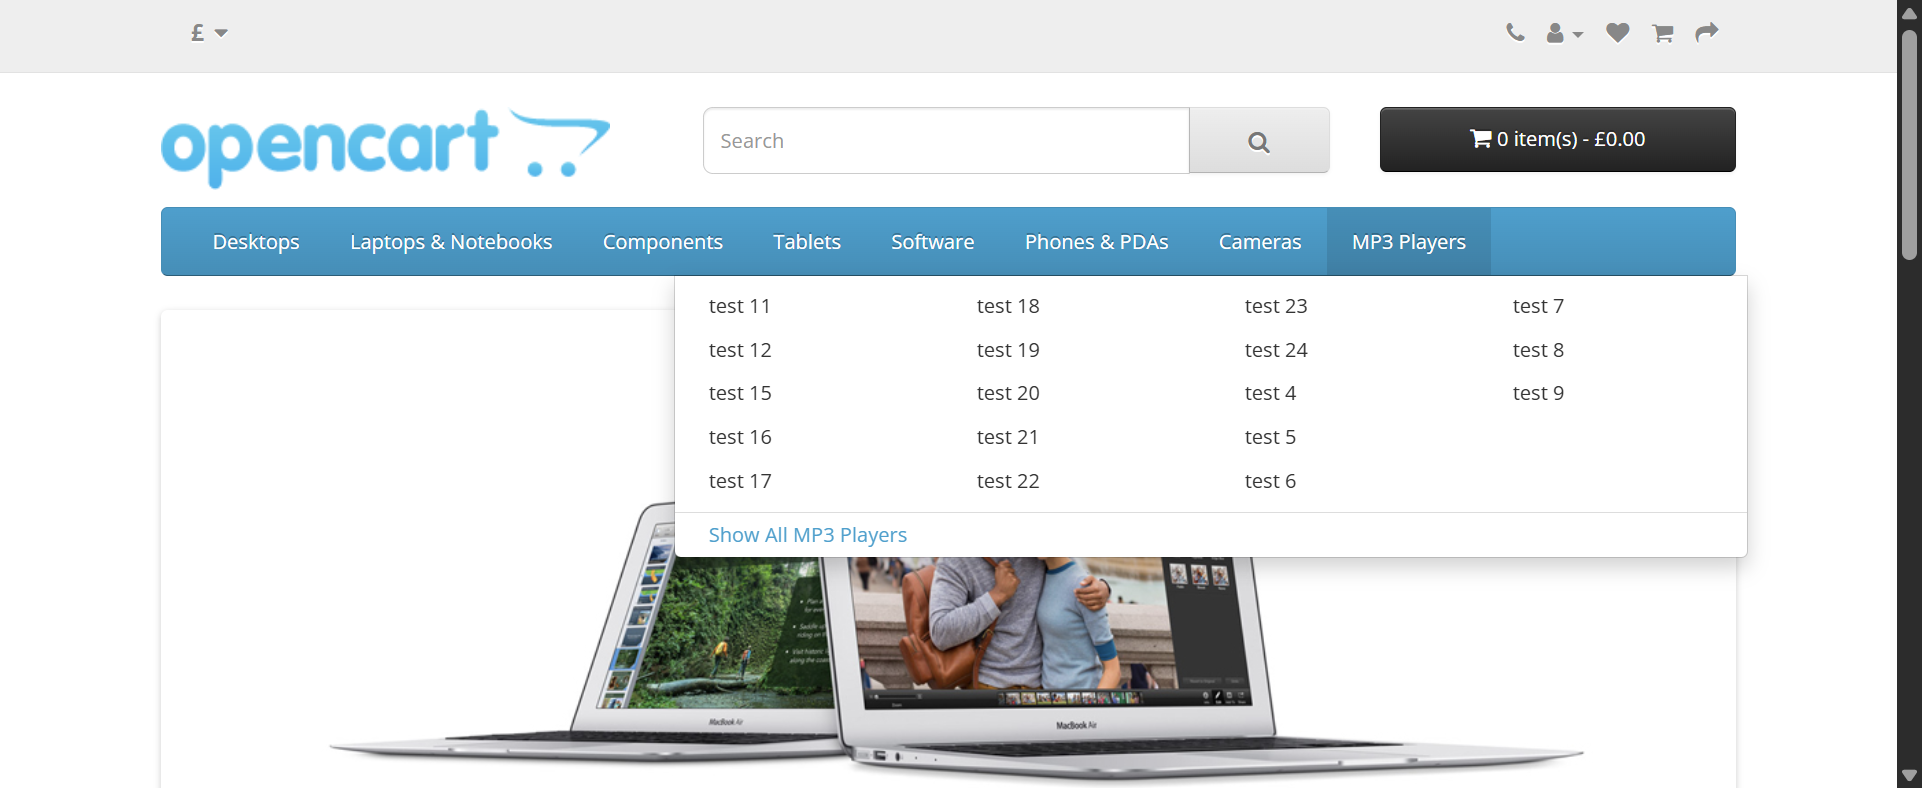 £
opencart
Search
0 item(s) - £0.00
Desktops
Laptops & Notebooks
Components
Tablets
Software
Phones & PDAs
Cameras
MP3 Players
test 11
test 12
test 15
test 16
test 17
test 18
test 19
test 20
test 21
test 22
test 23
test 24
test 4
test 5
test 6
test 7
test 8
test 9
Show All MP3 Players
MacBook Air
MacBook Air